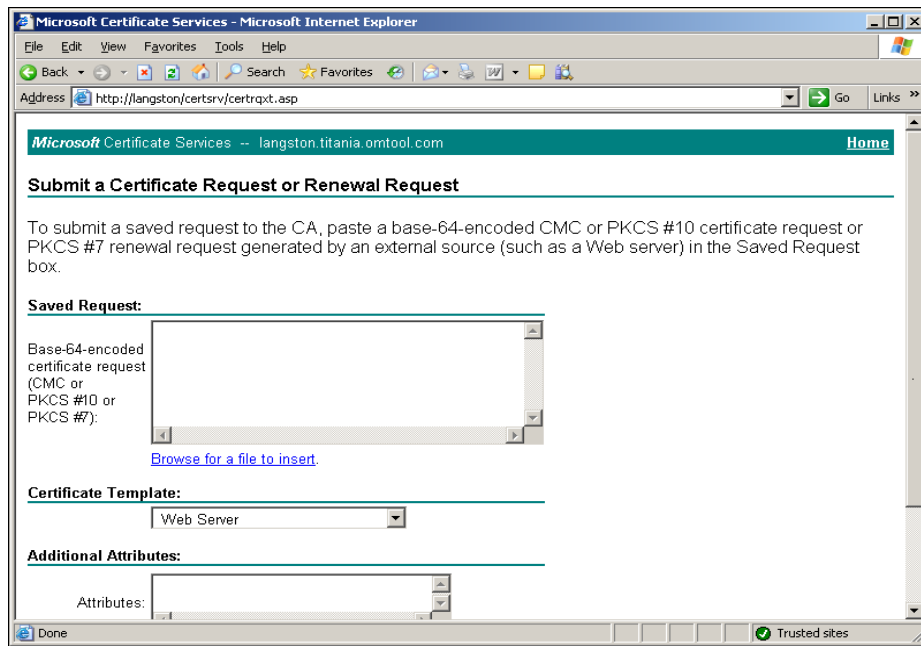 Microsoft Certificate Services - Microsoft Internet Explorer
File Edit View Favorites Tools Help
Back Search Favorites
Address http://langston/certsrv/certrqxt.asp Go Links »
Microsoft Certificate Services -- langston.titania.omtool.com Home
Submit a Certificate Request or Renewal Request
To submit a saved request to the CA, paste a base-64-encoded CMC or PKCS #10 certificate request or
PKCS #7 renewal request generated by an external source (such as a Web server) in the Saved Request
box.
Saved Request:
Base-64-encoded
certificate request
(CMC or
PKCS #10 or
PKCS #7):
Browse for a file to insert.
Certificate Template:
Web Server
Additional Attributes:
Attributes:
Done Trusted sites